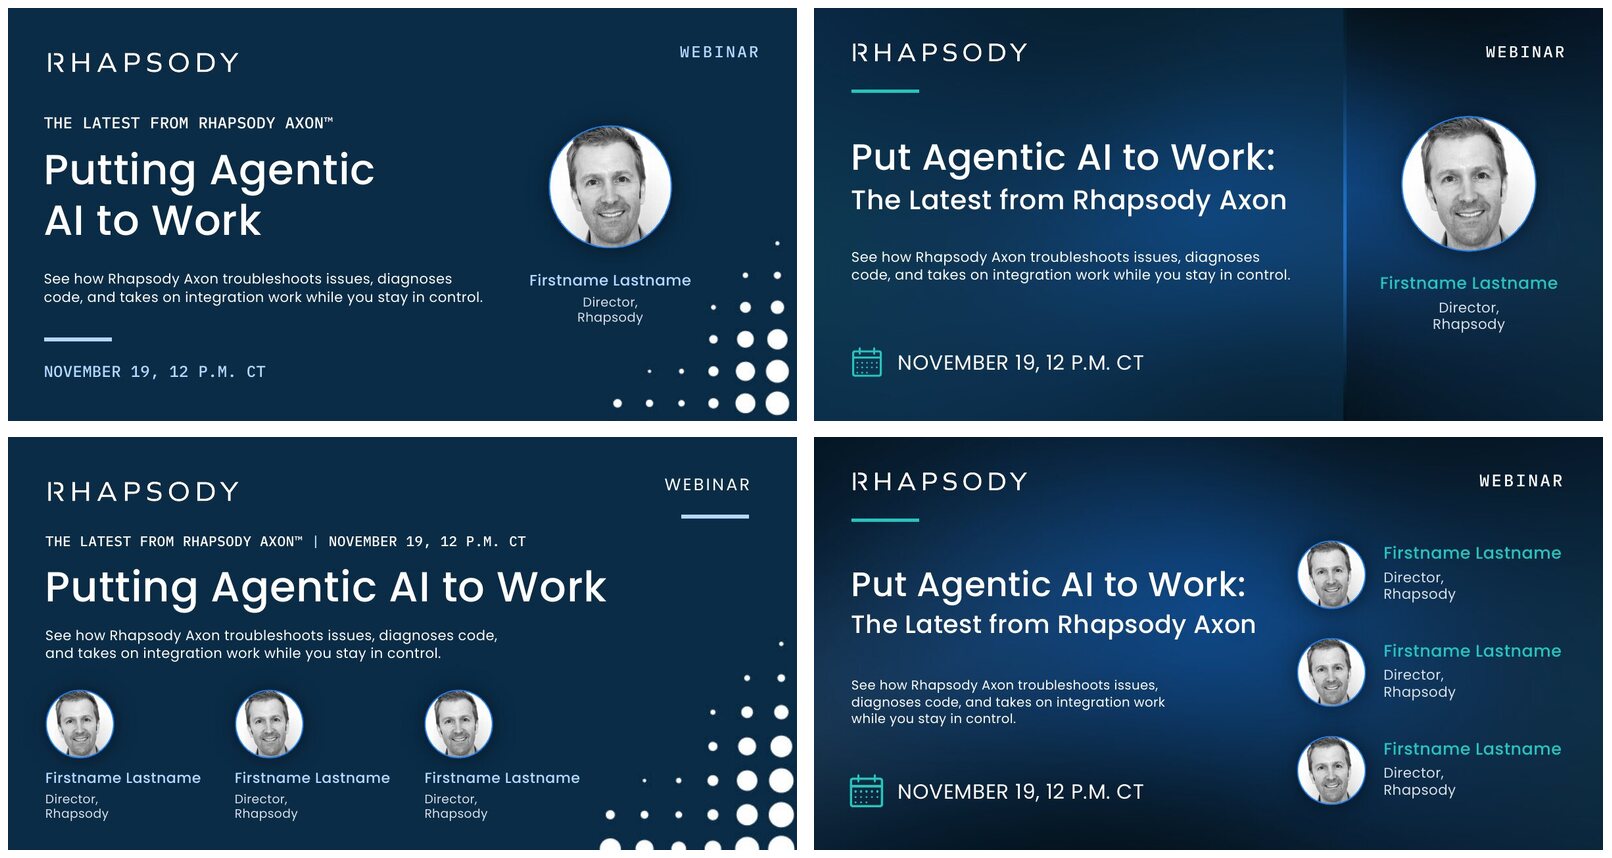 RHAPSODY
WEBINAR
THE LATEST FROM RHAPSODY AXON™
Putting Agentic
AI to Work
See how Rhapsody Axon troubleshoots issues, diagnoses
code, and takes on integration work while you stay in control.
NOVEMBER 19, 12 P.M. CT
Firstname Lastname
Director,
Rhapsody
RHAPSODY
WEBINAR
Put Agentic AI to Work:
The Latest from Rhapsody Axon
See how Rhapsody Axon troubleshoots issues, diagnoses
code, and takes on integration work while you stay in control.
NOVEMBER 19, 12 P.M. CT
Firstname Lastname
Director,
Rhapsody
RHAPSODY
WEBINAR
THE LATEST FROM RHAPSODY AXON™ | NOVEMBER 19, 12 P.M. CT
Putting Agentic AI to Work
See how Rhapsody Axon troubleshoots issues, diagnoses code,
and takes on integration work while you stay in control.
Firstname Lastname
Director,
Rhapsody
Firstname Lastname
Director,
Rhapsody
Firstname Lastname
Director,
Rhapsody
RHAPSODY
WEBINAR
Put Agentic AI to Work:
The Latest from Rhapsody Axon
See how Rhapsody Axon troubleshoots issues,
diagnoses code, and takes on integration work
while you stay in control.
NOVEMBER 19, 12 P.M. CT
Firstname Lastname
Director,
Rhapsody
Firstname Lastname
Director,
Rhapsody
Firstname Lastname
Director,
Rhapsody